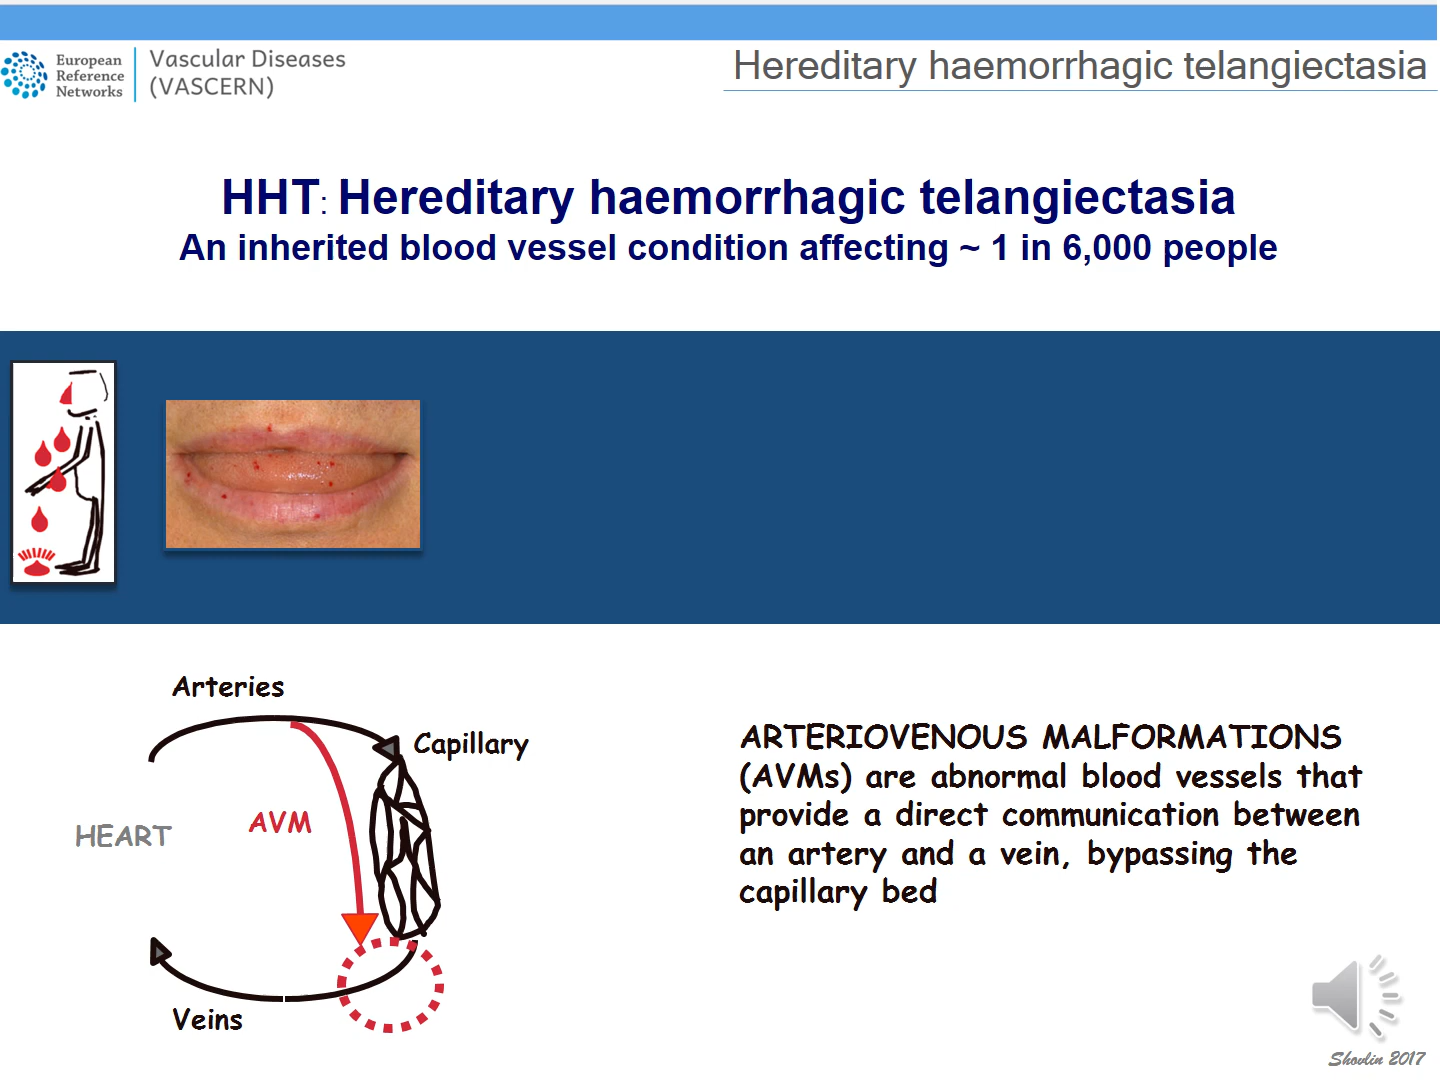 European
Reference
Networks
Vascular Diseases
(VASCERN)
Hereditary haemorrhagic telangiectasia
HHT: Hereditary haemorrhagic telangiectasia
An inherited blood vessel condition affecting ~ 1 in 6,000 people
Arteries
Capillary
AVM
HEART
Veins
ARTERIOVENOUS MALFORMATIONS
(AVMs) are abnormal blood vessels that
provide a direct communication between
an artery and a vein, bypassing the
capillary bed
Shovlin 2017